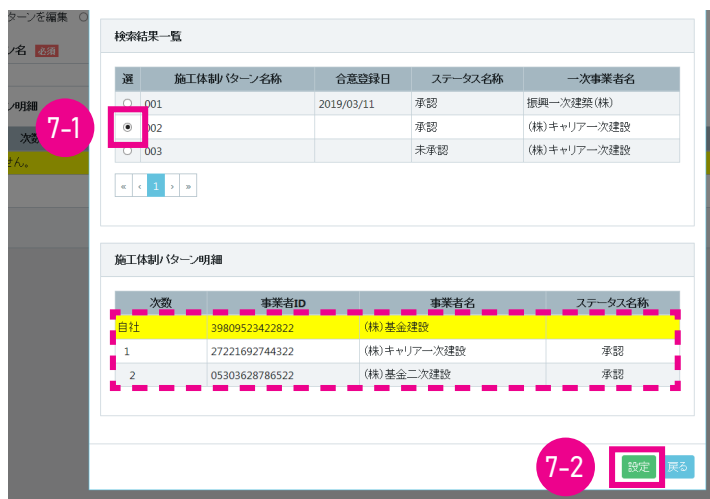 ターンを編集
ン名 必須
ン明細
次数
せん。
検索結果一覧
選 施工体制パターン名称 合意登録日 ステータス名称 一次事業者名
001 2019/03/11 承認 振興一次建築(株)
002 承認 (株)キャリア一次建設
003 未承認 (株)キャリア一次建設
7-1
« ‹ 1 › »
施工体制パターン明細
次数 事業者ID 事業者名 ステータス名称
自社 39809523422822 (株)基金建設
1 27221692744322 (株)キャリア一次建設 承認
2 05303628786522 (株)基金二次建設 承認
7-2
設定 戻る